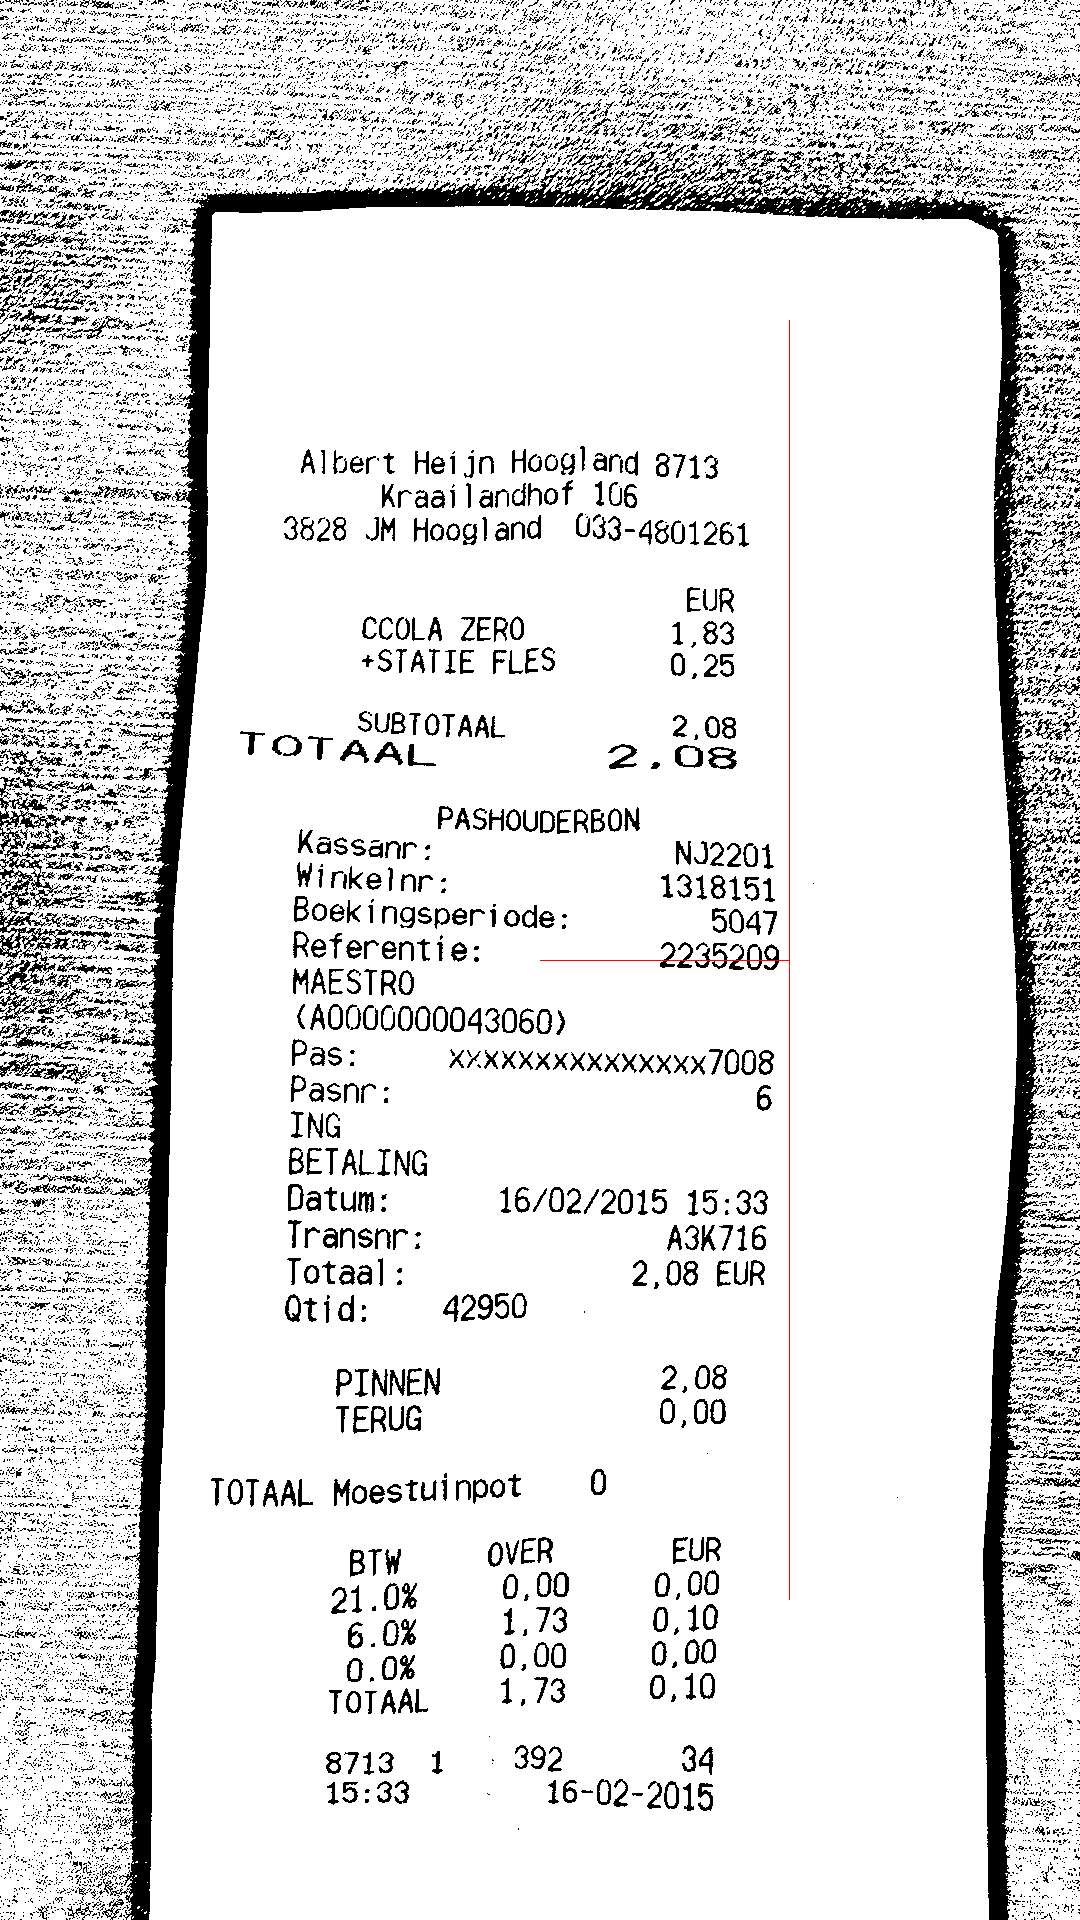 Albert Heijn Hoogland 8713
Kraailandhof 106
3828 JM Hoogland 033-4801261
EUR
CCOLA ZERO 1,83
+STATIE FLES 0,25
SUBTOTAAL 2,08
TOTAAL 2.08
PASHOUDERBON
Kassanr: NJ2201
Winkelnr: 1318151
Boekingsperiode: 5047
Referentie: 2235209
MAESTRO
(A0000000043060)
Pas: xxxxxxxxxxxxxxx7008
Pasnr: 6
ING
BETALING
Datum: 16/02/2015 15:33
Transnr: A3K716
Totaal: 2,08 EUR
Qtid: 42950
PINNEN 2,08
TERUG 0,00
TOTAAL Moestuinpot 0
BTW OVER EUR
21.0% 0,00 0,00
6.0% 1,73 0,10
0.0% 0,00 0,00
TOTAAL 1,73 0,10
8713 1 392 34
15:33 16-02-2015